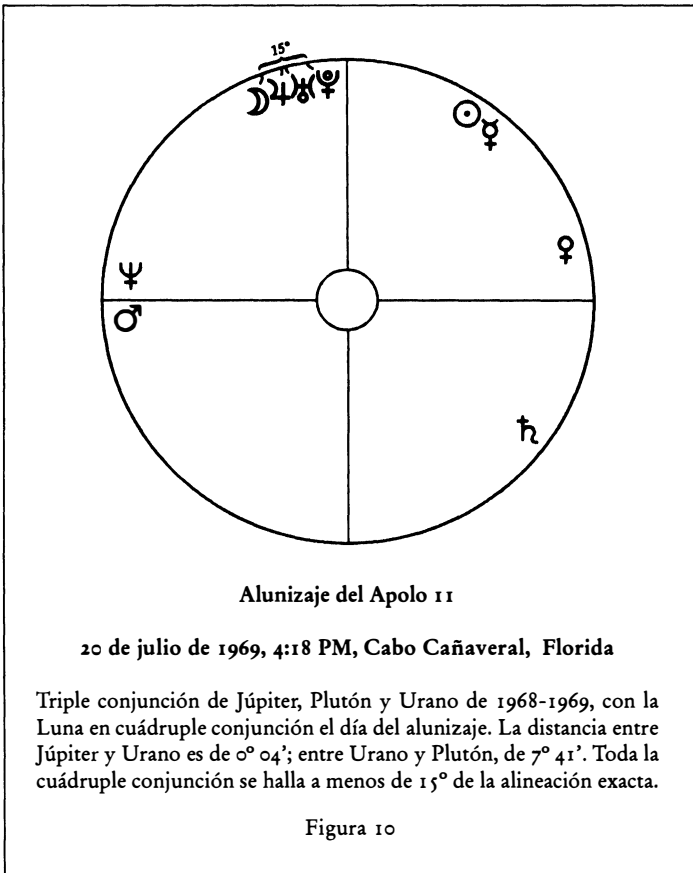 15°
Alunizaje del Apolo 11
20 de julio de 1969, 4:18 PM, Cabo Cañaveral, Florida
Triple conjunción de Júpiter, Plutón y Urano de 1968-1969, con la
Luna en cuádruple conjunción el día del alunizaje. La distancia entre
Júpiter y Urano es de 0° 04’; entre Urano y Plutón, de 7° 41’. Toda la
cuádruple conjunción se halla a menos de 15° de la alineación exacta.
Figura 10